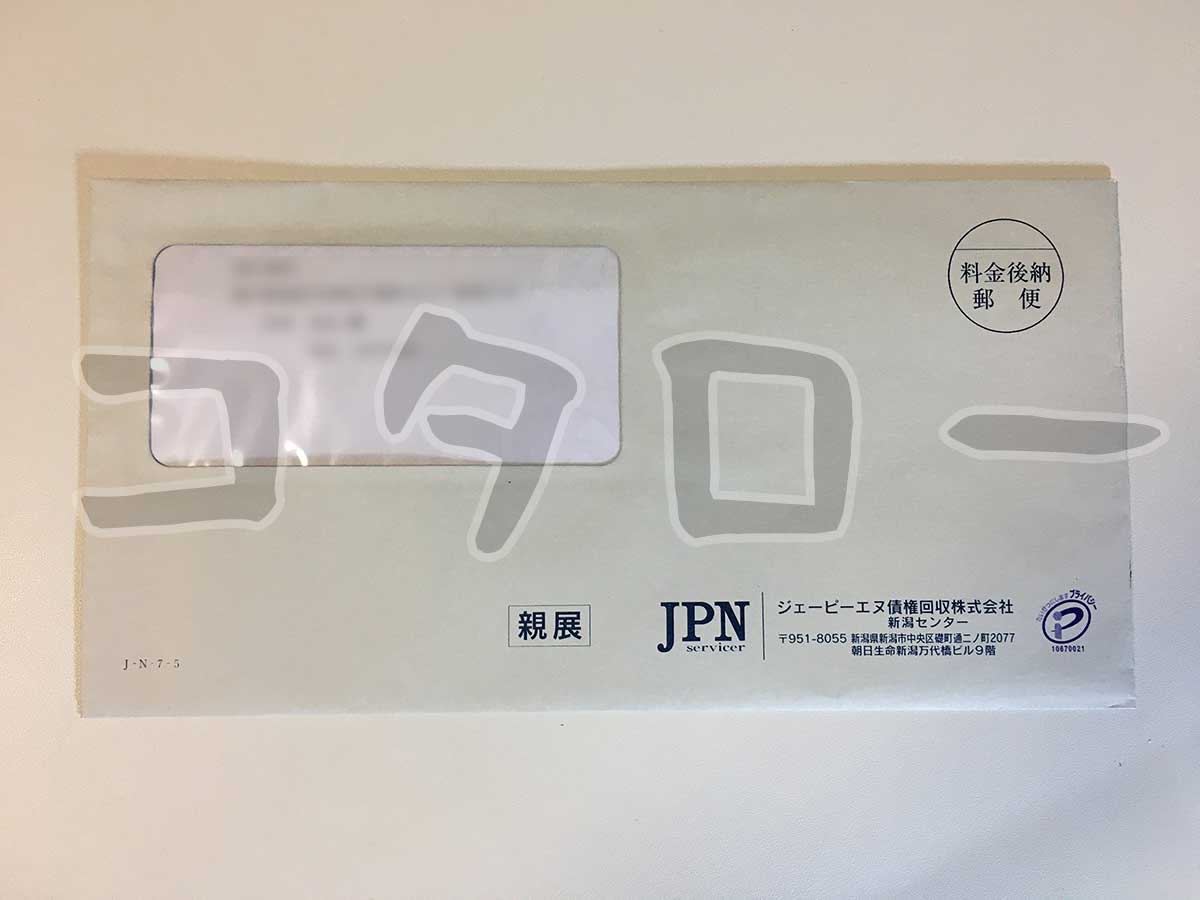 料金後納
郵便
コタロー
親展
JPN
servicer
ジェーピーエヌ債権回収株式会社
新潟センター
〒951-8055 新潟県新潟市中央区礎町通二ノ町2077
朝日生命新潟万代橋ビル9階
プライバシー
10670021
J-N-7-5